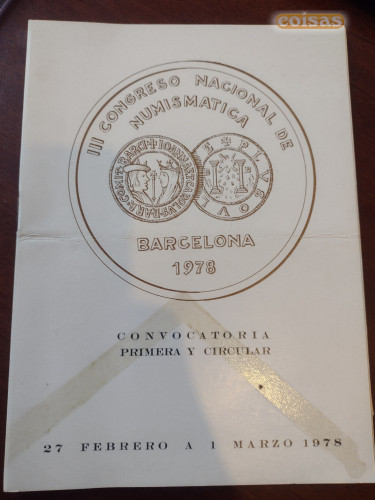 coisas
III CONGRESO NACIONAL DE
NUMISMATICA
BARCELONA
1978
CONVOCATORIA
PRIMERA Y CIRCULAR
27 FEBRERO A 1 MARZO 1978